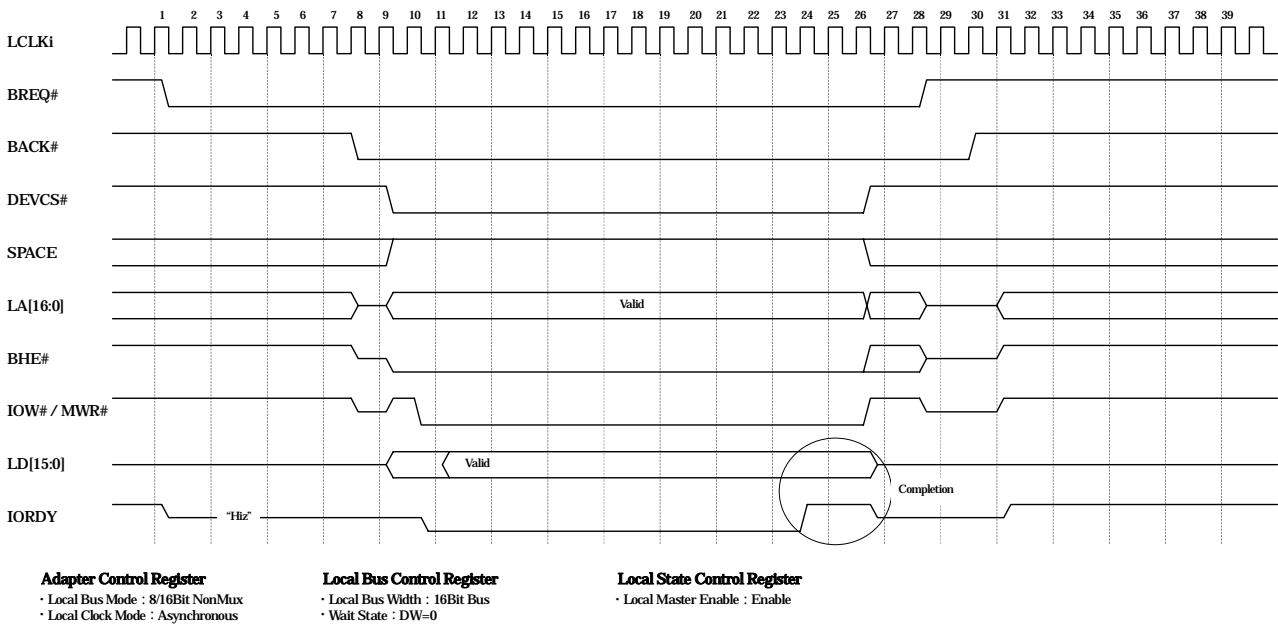 1 2 3 4 5 6 7 8 9 10 11 12 13 14 15 16 17 18 19 20 21 22 23 24 25 26 28 29 30 31 32 33 34 35 36 37 38 39
LCLKi
BREQ#
BACK#
DEVCS#
SPACE
LA[16:0] Valid
BHE#
IOW# / MWR#
LD[15:0] Valid
Completion
IORDY "Hiz"
Adapter Control Register Local Bus Control Register Local State Control Register
・Local Bus Mode : 8/16Bit NonMux ・Local Bus Width : 16Bit Bus ・Local Master Enable : Enable
・Local Clock Mode : Asynchronous ・Wait State : DW=0